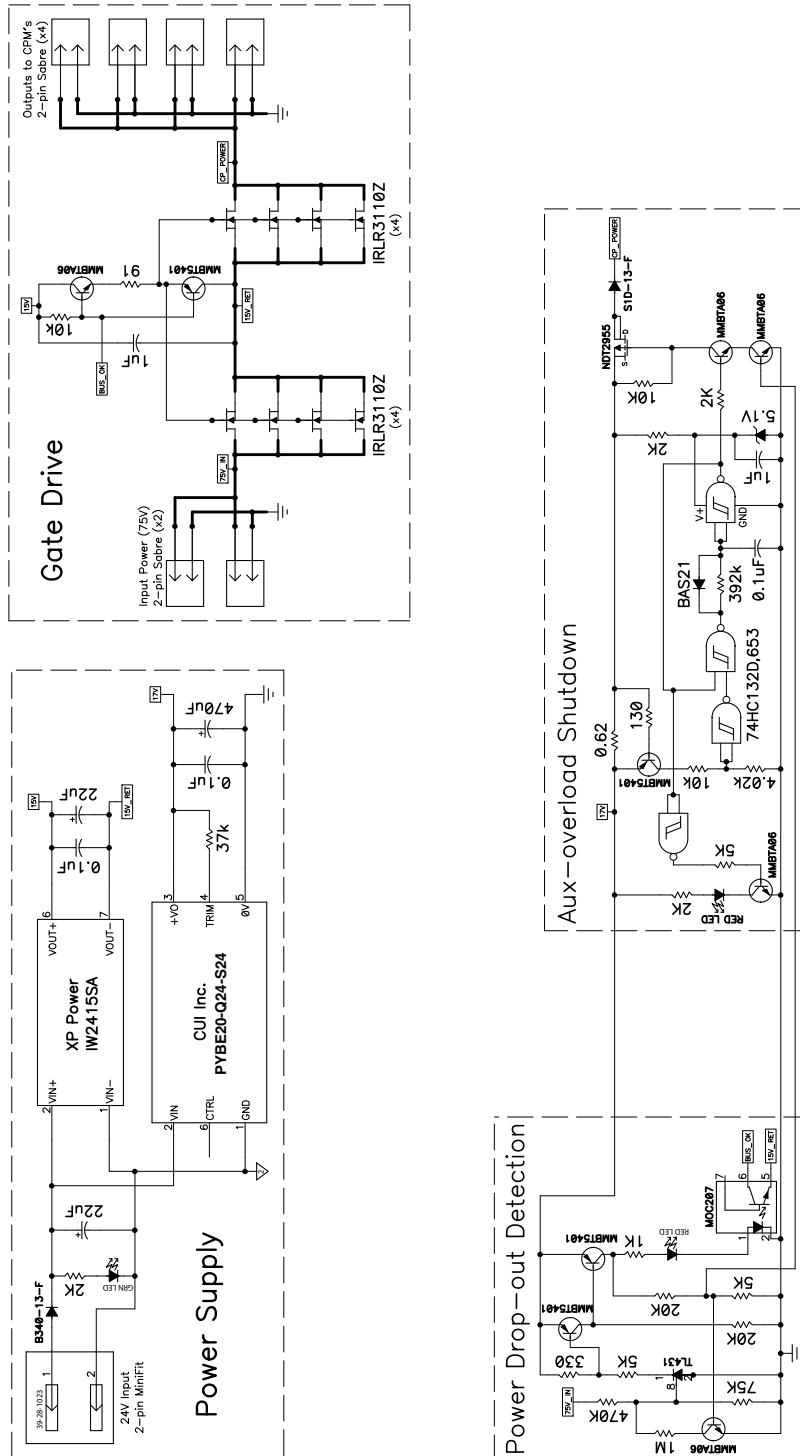 Power Supply
39-28-1023
1
2
24V Input
2-pin MiniFit
B340-13-F
2K
GRN LED
22uF
XP Power
IW2415SA
2 VIN+
1 VIN-
VOUT+ 6
VOUT- 7
0.1uF
22uF
15V
15V_RET
CUI Inc.
PYBE20-Q24-S24
2 VIN
6 CTRL
1 GND
+VO 3
TRIM 4
0V 5
37k
0.1uF
470uF
17V
Gate Drive
Input Power (75V)
2-pin Sabre (x2)
75V_IN
IRLR3110Z
(x4)
BUS_OK
1uF
10k
15V
MMBTA06
91
MMBT5401
15V_RET
IRLR3110Z
(x4)
CP_POWER
Outputs to CPM's
2-pin Sabre (x4)
Power Drop-out Detection
75V_IN
470K
1M
MMBTA06
75K
330
5K
TL431
1
8
2
MMBT5401
20K
20K
MMBT5401
1K
RED LED
5K
MOC207
1
2
7
6
5
BUS_OK
15V_RET
Aux-overload Shutdown
17V
2K
RED LED
5K
MMBTA06
0.62
130
MMBT5401
10k
4.02k
74HC132D,653
BAS21
392k
0.1uF
V+
GND
2K
1uF
5.1V
2K
10K
NDT2955
S
D
S1D-13-F
CP_POWER
MMBTA06
MMBTA06